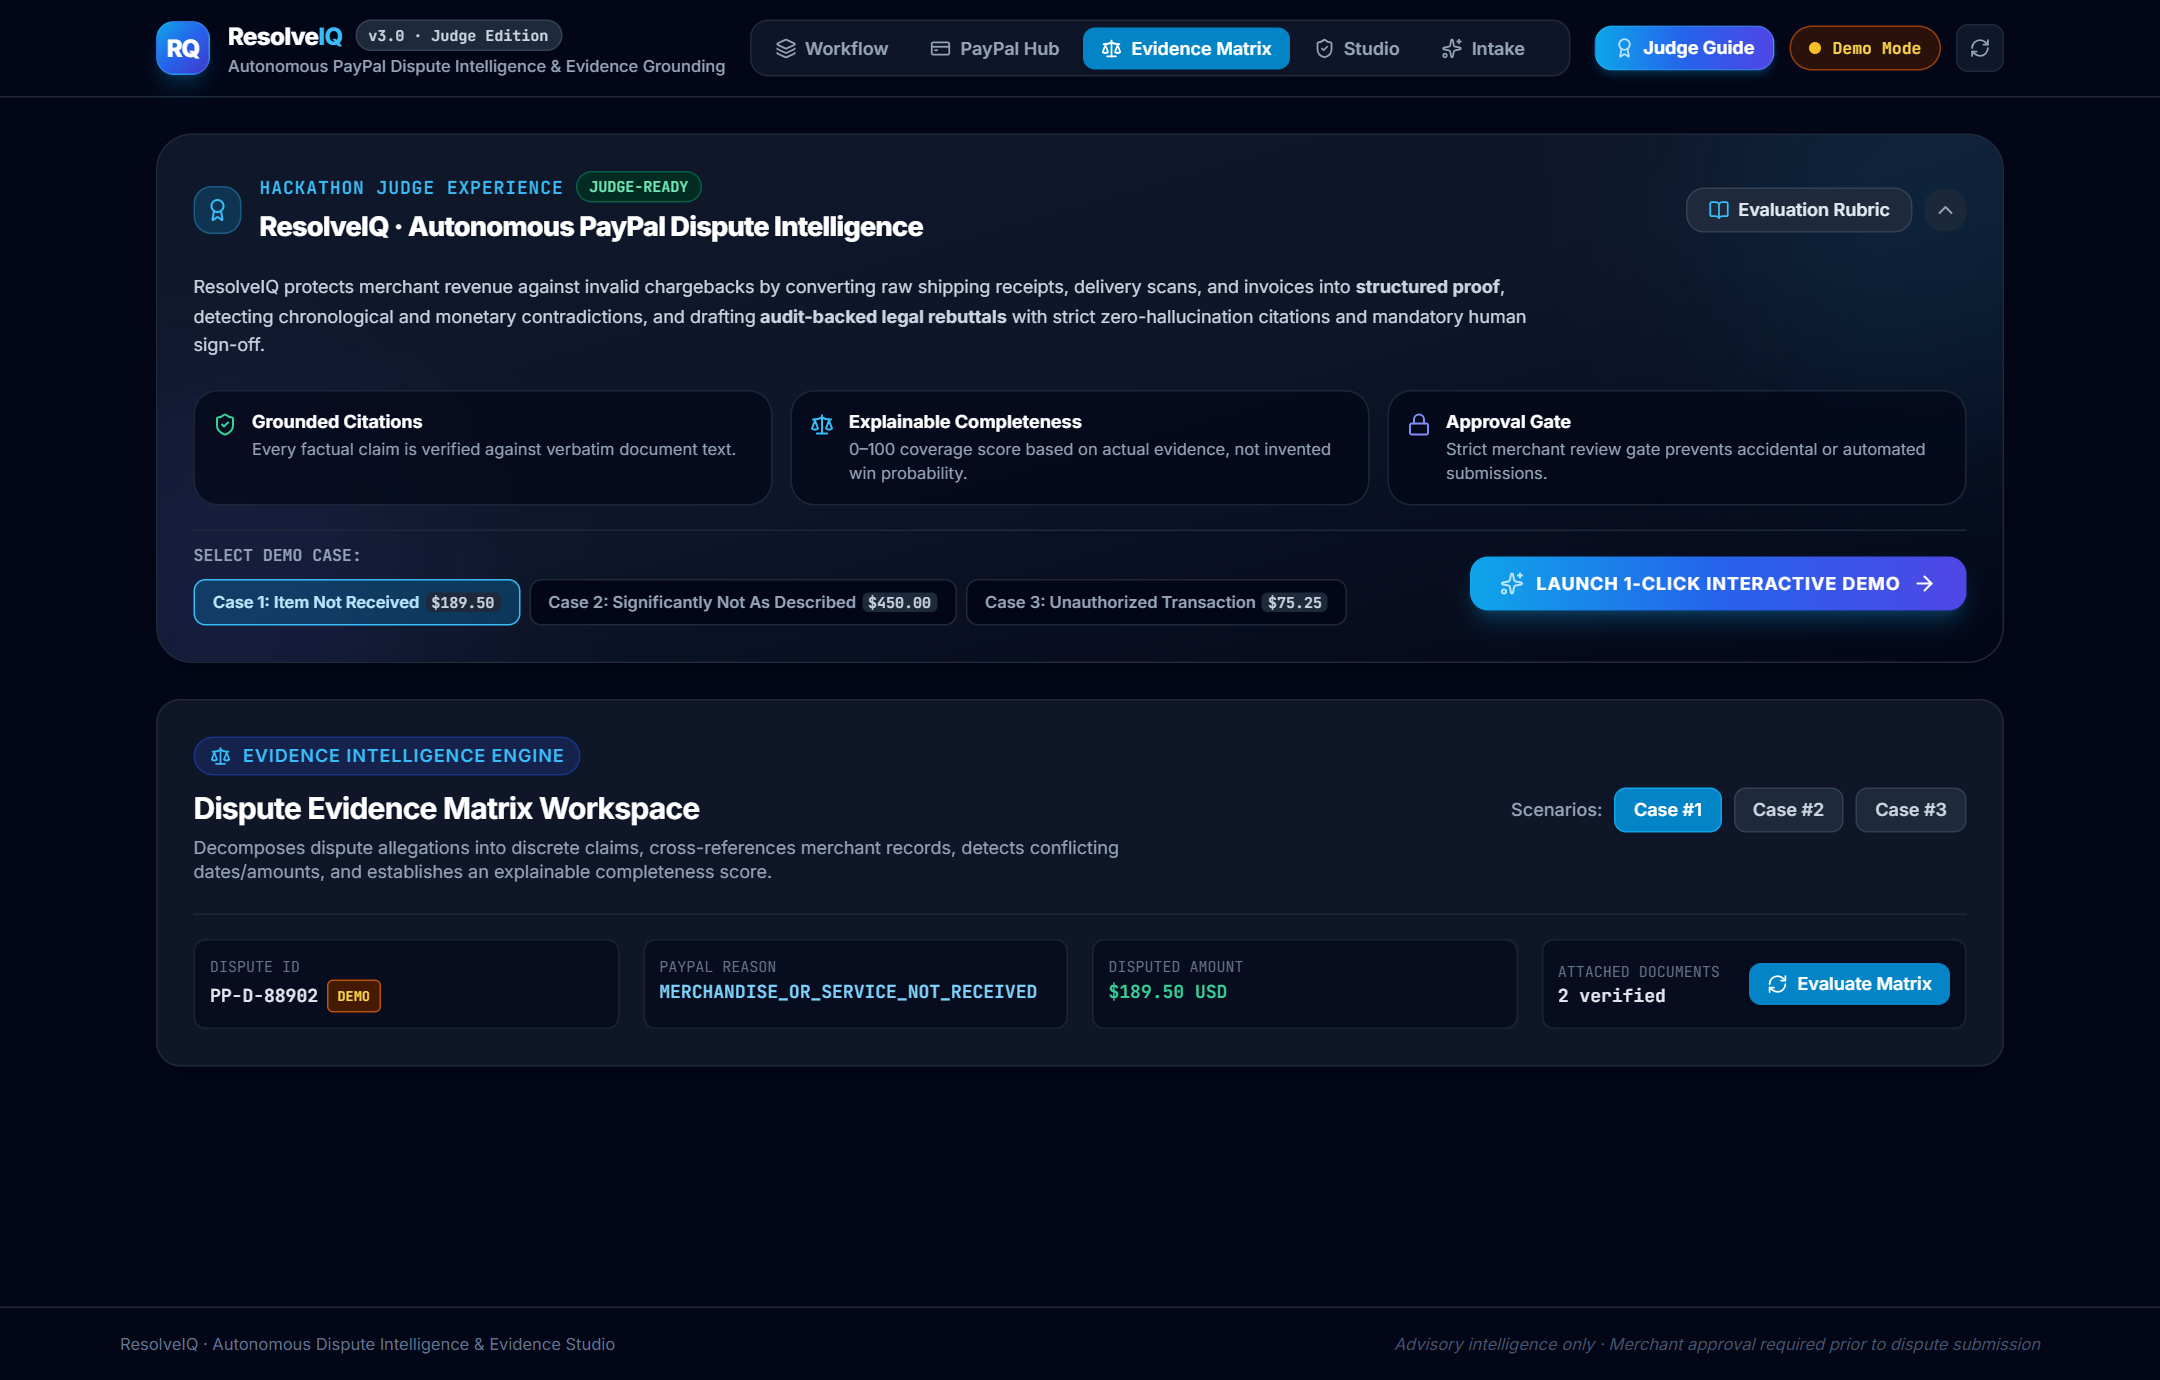 RQ
ResolveIQ
v3.0 · Judge Edition
Autonomous PayPal Dispute Intelligence & Evidence Grounding
Workflow
PayPal Hub
Evidence Matrix
Studio
Intake
Judge Guide
Demo Mode
HACKATHON JUDGE EXPERIENCE
JUDGE-READY
ResolveIQ · Autonomous PayPal Dispute Intelligence
Evaluation Rubric
ResolveIQ protects merchant revenue against invalid chargebacks by converting raw shipping receipts, delivery scans, and invoices into structured proof,
detecting chronological and monetary contradictions, and drafting audit-backed legal rebuttals with strict zero-hallucination citations and mandatory human
sign-off.
Grounded Citations
Every factual claim is verified against verbatim document text.
Explainable Completeness
0–100 coverage score based on actual evidence, not invented
win probability.
Approval Gate
Strict merchant review gate prevents accidental or automated
submissions.
SELECT DEMO CASE:
Case 1: Item Not Received $189.50
Case 2: Significantly Not As Described $450.00
Case 3: Unauthorized Transaction $75.25
LAUNCH 1-CLICK INTERACTIVE DEMO
EVIDENCE INTELLIGENCE ENGINE
Dispute Evidence Matrix Workspace
Decomposes dispute allegations into discrete claims, cross-references merchant records, detects conflicting
dates/amounts, and establishes an explainable completeness score.
Scenarios:
Case #1
Case #2
Case #3
DISPUTE ID
PP-D-88902 DEMO
PAYPAL REASON
MERCHANDISE_OR_SERVICE_NOT_RECEIVED
DISPUTED AMOUNT
$189.50 USD
ATTACHED DOCUMENTS
2 verified
Evaluate Matrix
ResolveIQ · Autonomous Dispute Intelligence & Evidence Studio
Advisory intelligence only · Merchant approval required prior to dispute submission